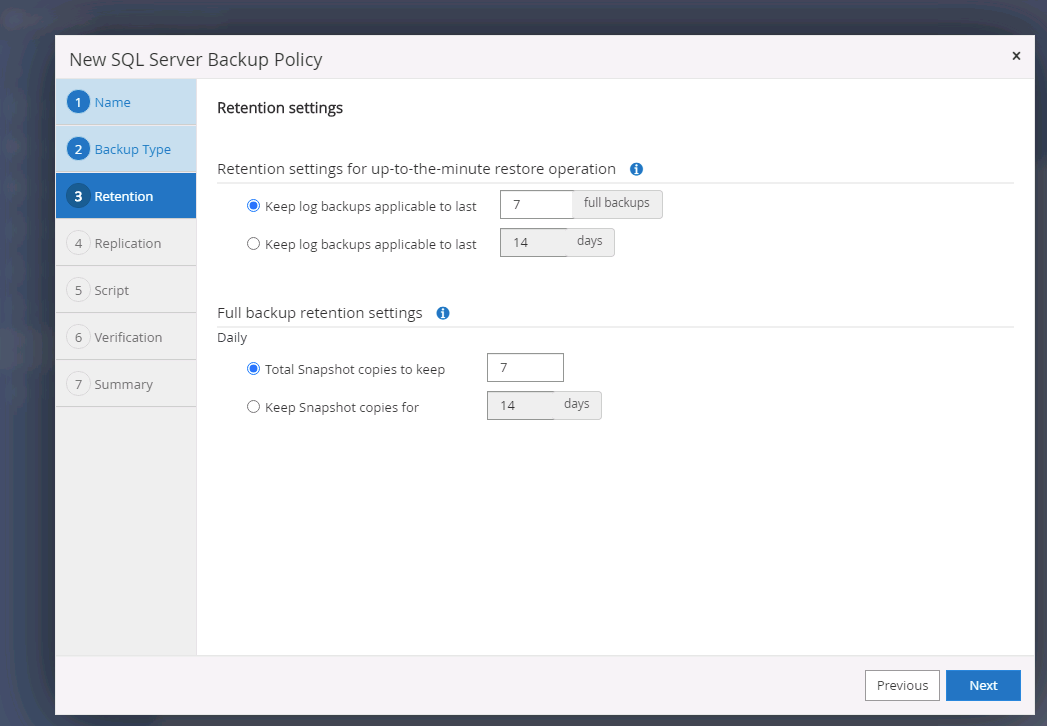 New SQL Server Backup Policy
×
1 Name
2 Backup Type
3 Retention
4 Replication
5 Script
6 Verification
7 Summary
Retention settings
Retention settings for up-to-the-minute restore operation i
Keep log backups applicable to last 7 full backups
Keep log backups applicable to last 14 days
Full backup retention settings i
Daily
Total Snapshot copies to keep 7
Keep Snapshot copies for 14 days
Previous Next